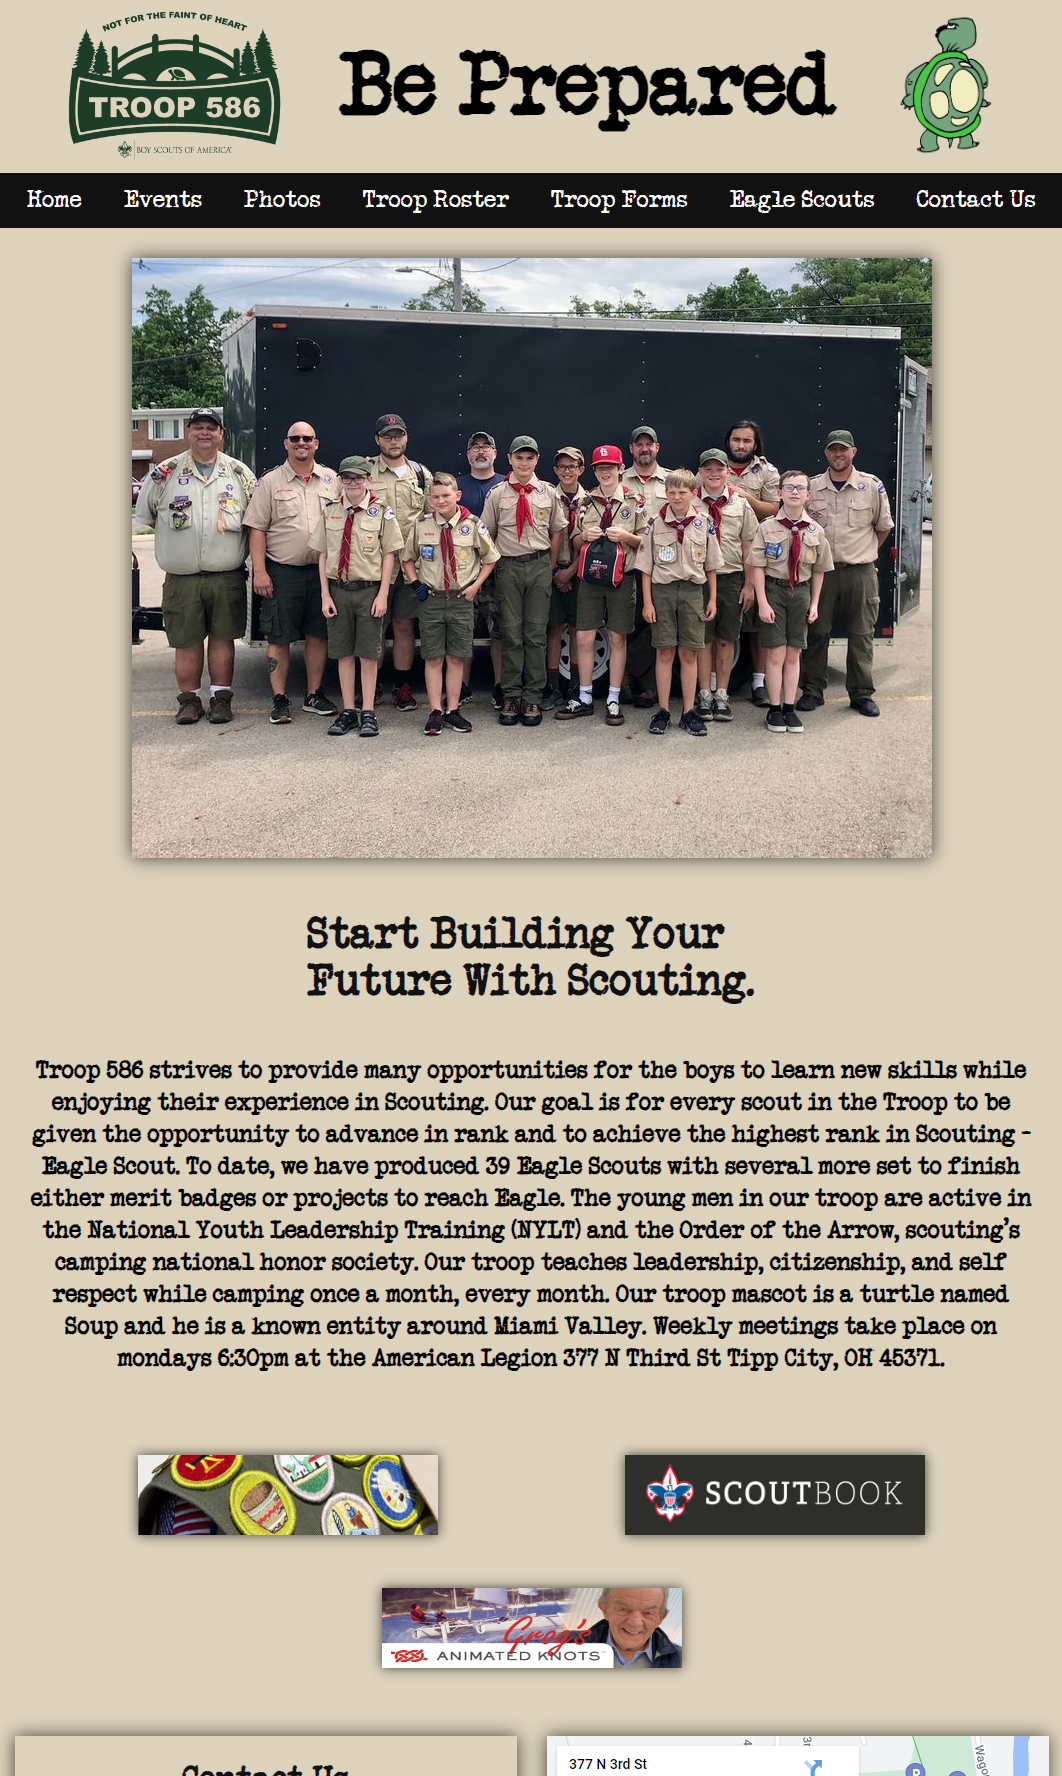 NOT FOR THE FAINT OF HEART
TROOP 586
BOY SCOUTS OF AMERICA
Be Prepared
Home Events Photos Troop Roster Troop Forms Eagle Scouts Contact Us
Start Building Your
Future With Scouting.
Troop 586 strives to provide many opportunities for the boys to learn new skills while
enjoying their experience in Scouting. Our goal is for every scout in the Troop to be
given the opportunity to advance in rank and to achieve the highest rank in Scouting -
Eagle Scout. To date, we have produced 39 Eagle Scouts with several more set to finish
either merit badges or projects to reach Eagle. The young men in our troop are active in
the National Youth Leadership Training (NYLT) and the Order of the Arrow, scouting's
camping national honor society. Our troop teaches leadership, citizenship, and self
respect while camping once a month, every month. Our troop mascot is a turtle named
Soup and he is a known entity around Miami Valley. Weekly meetings take place on
mondays 6:30pm at the American Legion 377 N Third St Tipp City, OH 45371.
SCOUTBOOK
Grog's
ANIMATED KNOTS
Contact Us
377 N 3rd St
P